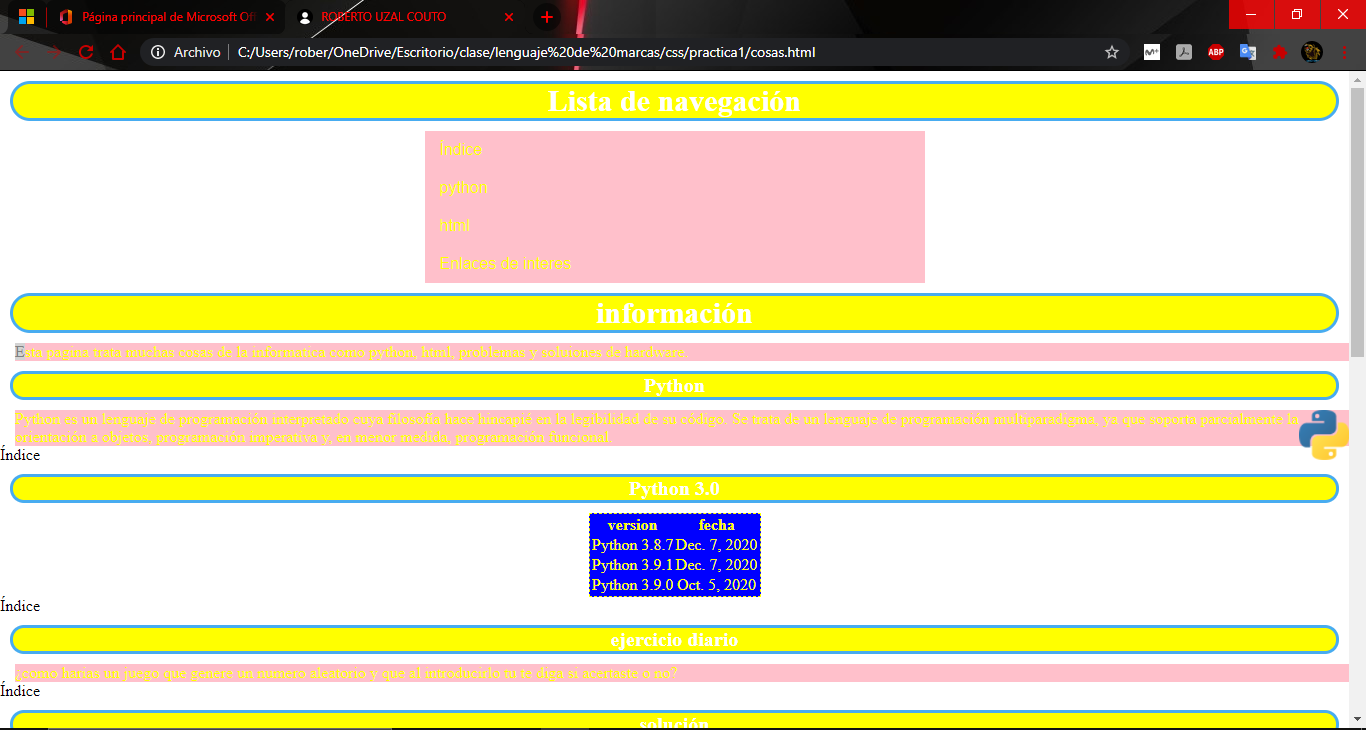 Página principal de Microsoft Of
ROBERTO UZAL COUTO
Archivo
C:/Users/rober/OneDrive/Escritorio/clase/lenguaje%20de%20marcas/css/practica1/cosas.html
ABP
Lista de navegación
Índice
python
html
Enlaces de interes
información
Esta pagina trata muchas cosas de la informatica como python, html, problemas y soluiones de hardware.
Python
Python es un lenguaje de programación interpretado cuya filosofía hace hincapié en la legibilidad de su código. Se trata de un lenguaje de programación multiparadigma, ya que soporta parcialmente la
orientación a objetos, programación imperativa y, en menor medida, programación funcional.
Índice
Python 3.0
version fecha
Python 3.8.7 Dec. 7, 2020
Python 3.9.1 Dec. 7, 2020
Python 3.9.0 Oct. 5, 2020
Índice
ejercicio diario
¿como harias un juego que genere un numero aleatorio y que al introducirlo tu te diga si acertaste o no?
Índice
solución